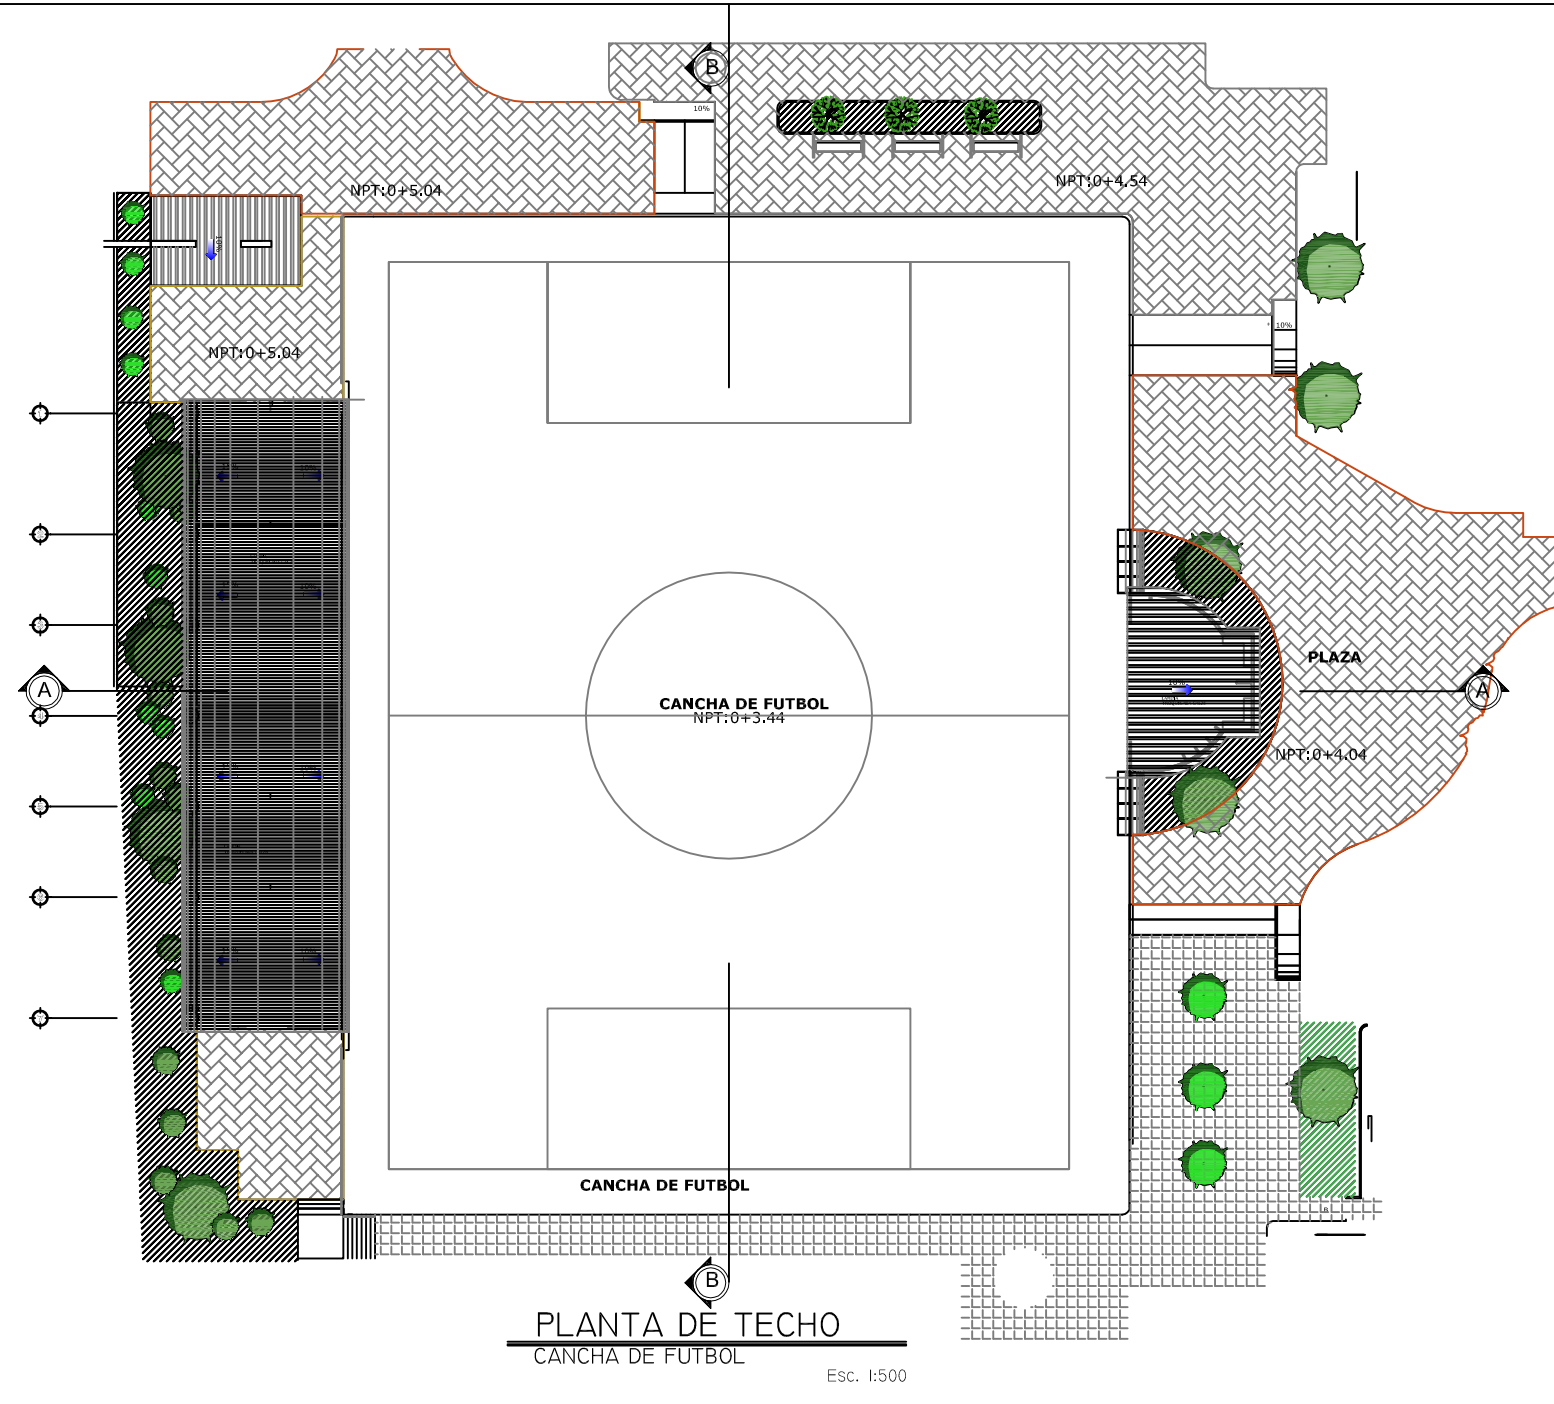 B
10%
NPT:0+5.04
NPT:0+4.54
10%
10%
NPT:0+5.04
PLAZA
A
A
10%
CANCHA DE FUTBOL
NPT:0+3.44
NPT:0+4.04
CANCHA DE FUTBOL
B
B
PLANTA DE TECHO
CANCHA DE FUTBOL
Esc. 1:500